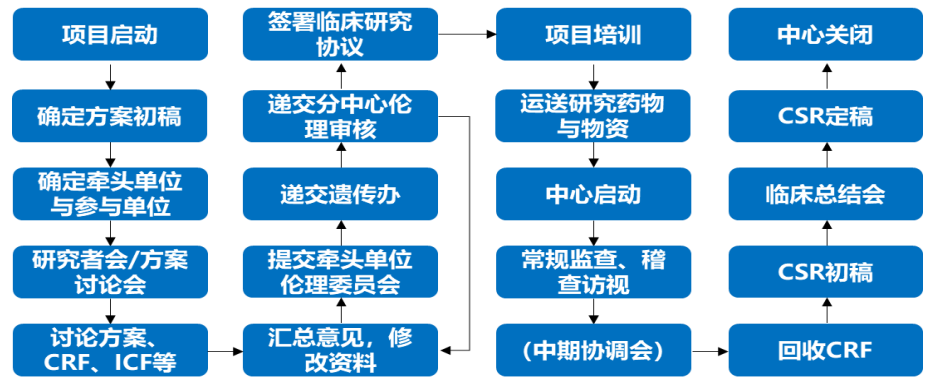 项目启动
确定方案初稿
确定牵头单位
与参与单位
研究者会/方案
讨论会
讨论方案、
CRF、ICF等
签署临床研究
协议
递交分中心伦
理审核
递交遗传办
提交牵头单位
伦理委员会
汇总意见，修
改资料
项目培训
运送研究药物
与物资
中心启动
常规监查、稽
查访视
（中期协调会）
中心关闭
CSR定稿
临床总结会
CSR初稿
回收CRF